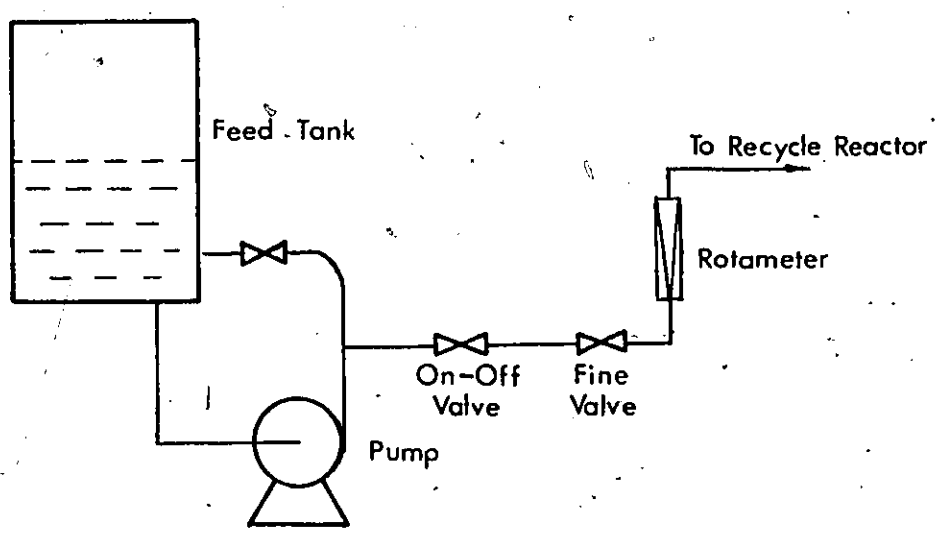 Feed Tank
To Recycle Reactor
Rotameter
On-Off
Valve
Fine
Valve
Pump